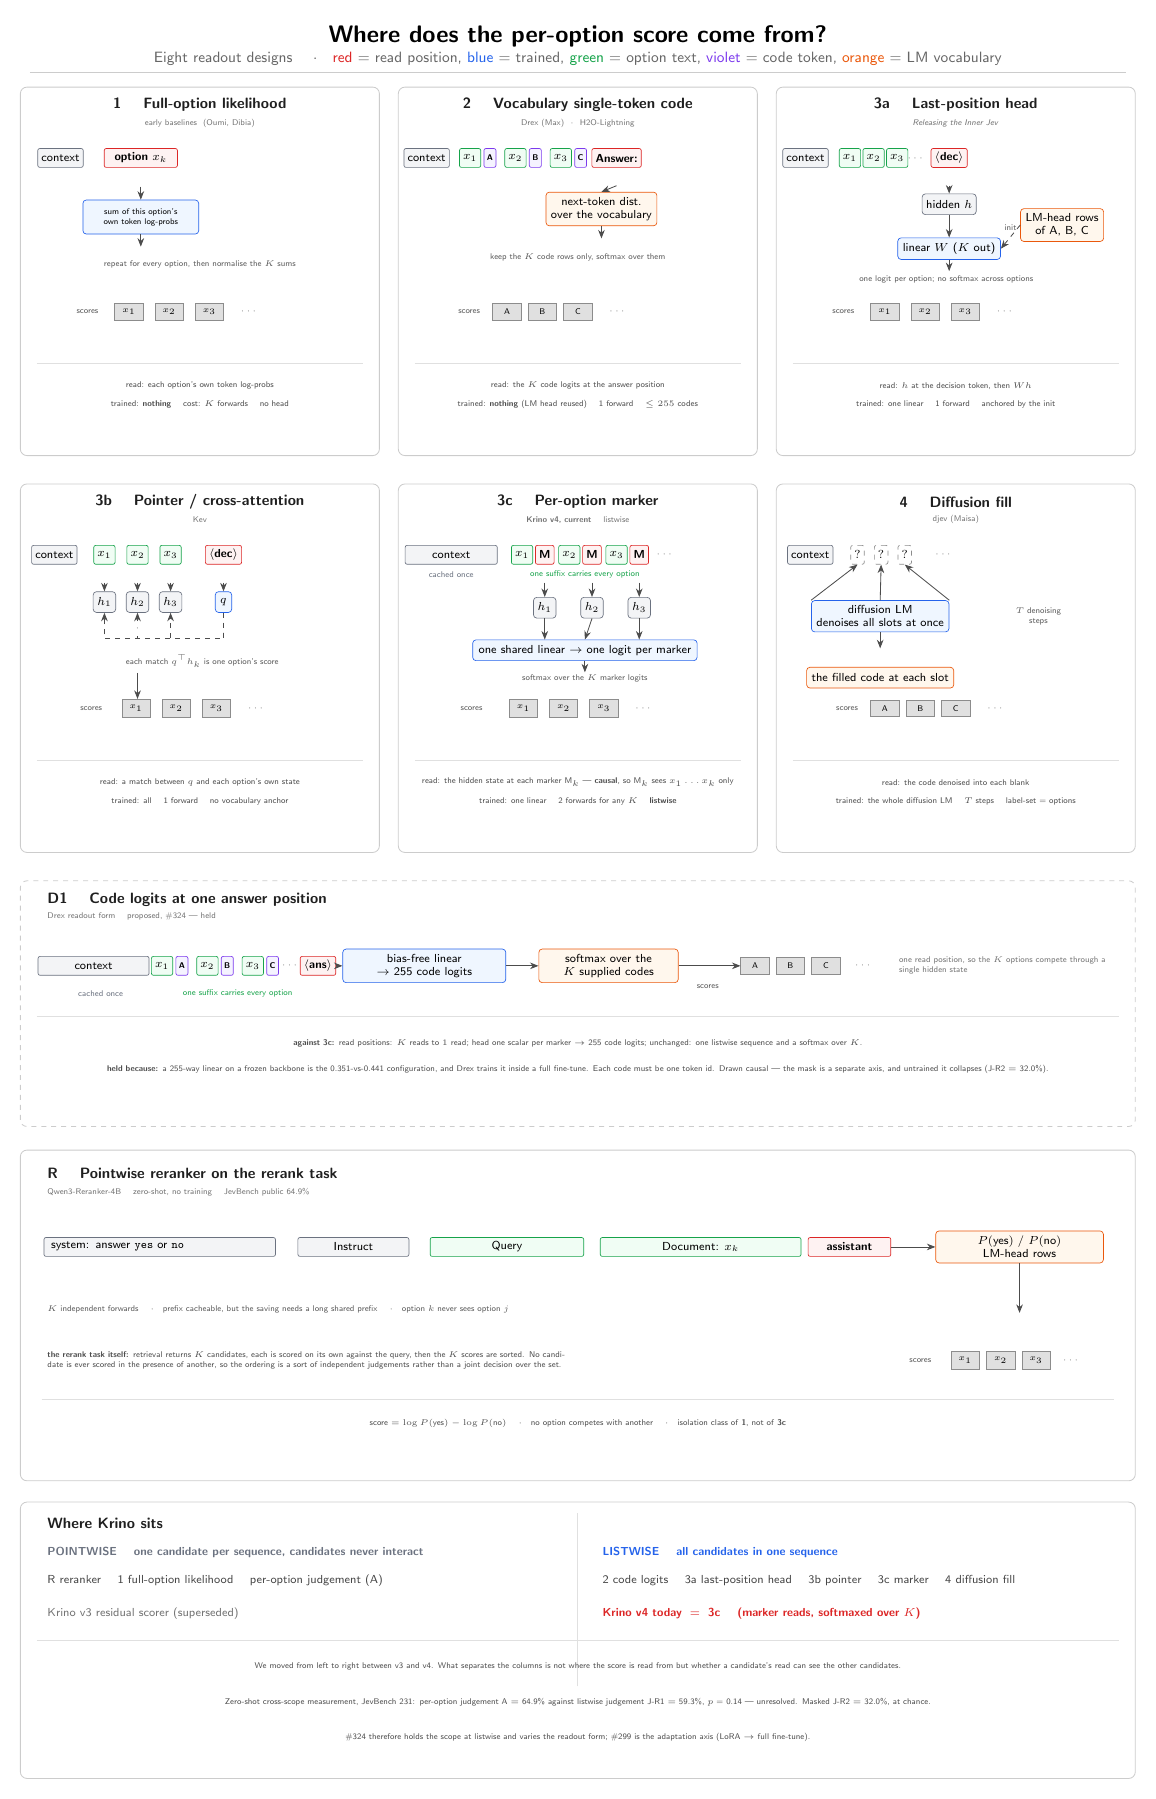 Where does the per-option score come from?
Eight readout designs · red = read position, blue = trained, green = option text, violet = code token, orange = LM vocabulary
1 Full-option likelihood
early baselines (Oumi, Dibia)
context option x_k
sum of this option's
own token log-probs
repeat for every option, then normalise the K sums
scores x_1 x_2 x_3 · · ·
read: each option's own token log-probs
trained: nothing cost: K forwards no head
2 Vocabulary single-token code
Drex (Max) · H2O-Lightning
context x_1 A x_2 B x_3 C Answer:
next-token dist.
over the vocabulary
keep the K code rows only, softmax over them
scores A B C · · ·
read: the K code logits at the answer position
trained: nothing (LM head reused) 1 forward ≤ 255 codes
3a Last-position head
Releasing the Inner Jev
context x_1 x_2 x_3 · · · ⟨dec⟩
hidden h
LM-head rows
of A, B, C
init
linear W (K out)
one logit per option; no softmax across options
scores x_1 x_2 x_3 · · ·
read: h at the decision token, then Wh
trained: one linear 1 forward anchored by the init
3b Pointer / cross-attention
Kev
context x_1 x_2 x_3 ⟨dec⟩
h_1 h_2 h_3 q
each match q^⊤h_k is one option's score
scores x_1 x_2 x_3 · · ·
read: a match between q and each option's own state
trained: all 1 forward no vocabulary anchor
3c Per-option marker
Krino v4, current listwise
context x_1 M x_2 M x_3 M · · ·
cached once one suffix carries every option
h_1 h_2 h_3
one shared linear → one logit per marker
softmax over the K marker logits
scores x_1 x_2 x_3 · · ·
read: the hidden state at each marker M_k — causal, so M_k sees x_1 . . . x_k only
trained: one linear 2 forwards for any K listwise
4 Diffusion fill
djev (Maisa)
context ? ? ? · · ·
diffusion LM
denoises all slots at once
T denoising
steps
the filled code at each slot
scores A B C · · ·
read: the code denoised into each blank
trained: the whole diffusion LM T steps label-set = options
D1 Code logits at one answer position
Drex readout form proposed, #324 — held
context x_1 A x_2 B x_3 C · · · ⟨ans⟩
bias-free linear
→ 255 code logits
softmax over the
K supplied codes
A B C · · ·
one read position, so the K options compete through a
single hidden state
scores
cached once one suffix carries every option
against 3c: read positions: K reads to 1 read; head one scalar per marker → 255 code logits; unchanged: one listwise sequence and a softmax over K.
held because: a 255-way linear on a frozen backbone is the 0.351-vs-0.441 configuration, and Drex trains it inside a full fine-tune. Each code must be one token id. Drawn causal — the mask is a separate axis, and untrained it collapses (J-R2 = 32.0%).
R Pointwise reranker on the rerank task
Qwen3-Reranker-4B zero-shot, no training JevBench public 64.9%
system: answer yes or no Instruct Query Document: x_k assistant
P(yes) / P(no)
LM-head rows
K independent forwards · prefix cacheable, but the saving needs a long shared prefix · option k never sees option j
the rerank task itself: retrieval returns K candidates, each is scored on its own against the query, then the K scores are sorted. No candi-
date is ever scored in the presence of another, so the ordering is a sort of independent judgements rather than a joint decision over the set.
scores x_1 x_2 x_3 · · ·
score = log P(yes) − log P(no) · no option competes with another · isolation class of 1, not of 3c
Where Krino sits
POINTWISE one candidate per sequence, candidates never interact
R reranker 1 full-option likelihood per-option judgement (A)
Krino v3 residual scorer (superseded)
LISTWISE all candidates in one sequence
2 code logits 3a last-position head 3b pointer 3c marker 4 diffusion fill
Krino v4 today = 3c (marker reads, softmaxed over K)
We moved from left to right between v3 and v4. What separates the columns is not where the score is read from but whether a candidate's read can see the other candidates.
Zero-shot cross-scope measurement, JevBench 231: per-option judgement A = 64.9% against listwise judgement J-R1 = 59.3%, p = 0.14 — unresolved. Masked J-R2 = 32.0%, at chance.
#324 therefore holds the scope at listwise and varies the readout form; #299 is the adaptation axis (LoRA → full fine-tune).